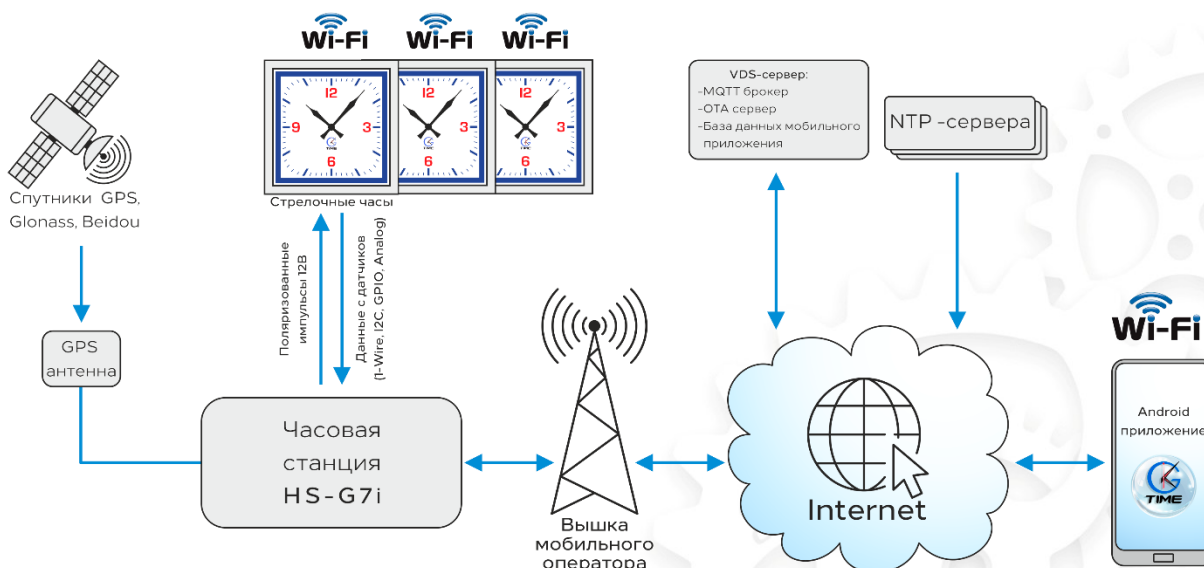 Wi-Fi
Wi-Fi
Wi-Fi
12
9
3
6
TIME
12
3
6
TIME
12
3
6
TIME
Стрелочные часы
Спутники GPS,
Glonass, Beidou
GPS
антенна
Поляризованные
импульсы 12В
Данные с датчиков
(1-Wire, I2C, GPIO, Analog)
Часовая
станция
HS-G7i
Вышка
мобильного
оператора
VDS-сервер:
-MQTT брокер
-OTA сервер
-База данных мобильного
приложения
NTP -сервера
Internet
Wi-Fi
Android
приложение
G
TIME